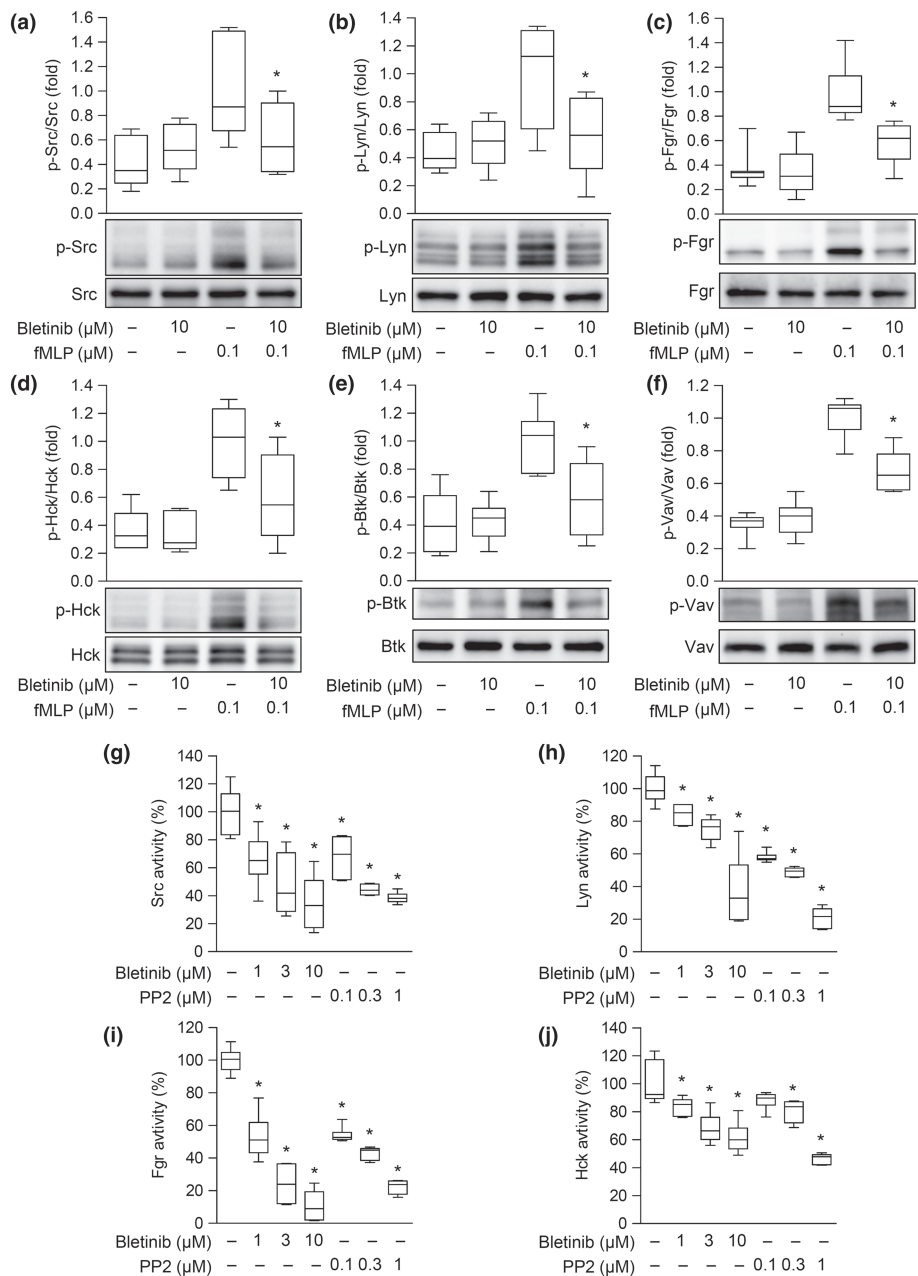 (a)
p-Src/Src (fold)
1.6
1.4
1.2
1.0
0.8
0.6
0.4
0.2
0.0
*
p-Src
Src
Bletinib (μM) – 10 – 10
fMLP (μM) – – 0.1 0.1
(b)
p-Lyn/Lyn (fold)
1.4
1.2
1.0
0.8
0.6
0.4
0.2
0.0
*
p-Lyn
Lyn
Bletinib (μM) – 10 – 10
fMLP (μM) – – 0.1 0.1
(c)
p-Fgr/Fgr (fold)
1.6
1.4
1.2
1.0
0.8
0.6
0.4
0.2
0.0
*
p-Fgr
Fgr
Bletinib (μM) – 10 – 10
fMLP (μM) – – 0.1 0.1
(d)
p-Hck/Hck (fold)
1.4
1.2
1.0
0.8
0.6
0.4
0.2
0.0
*
p-Hck
Hck
Bletinib (μM) – 10 – 10
fMLP (μM) – – 0.1 0.1
(e)
p-Btk/Btk (fold)
1.4
1.2
1.0
0.8
0.6
0.4
0.2
0.0
*
p-Btk
Btk
Bletinib (μM) – 10 – 10
fMLP (μM) – – 0.1 0.1
(f)
p-Vav/Vav (fold)
1.2
1.0
0.8
0.6
0.4
0.2
0.0
*
p-Vav
Vav
Bletinib (μM) – 10 – 10
fMLP (μM) – – 0.1 0.1
(g)
Src avtivity (%)
140
120
100
80
60
40
20
0
* * * * * *
Bletinib (μM) – 1 3 10 – – –
PP2 (μM) – – – – 0.1 0.3 1
(h)
Lyn avtivity (%)
120
100
80
60
40
20
0
* * * * * *
Bletinib (μM) – 1 3 10 – – –
PP2 (μM) – – – – 0.1 0.3 1
(i)
Fgr avtivity (%)
120
100
80
60
40
20
0
* * * * * *
Bletinib (μM) – 1 3 10 – – –
PP2 (μM) – – – – 0.1 0.3 1
(j)
Hck avtivity (%)
140
120
100
80
60
40
20
0
* * * * *
Bletinib (μM) – 1 3 10 – – –
PP2 (μM) – – – – 0.1 0.3 1